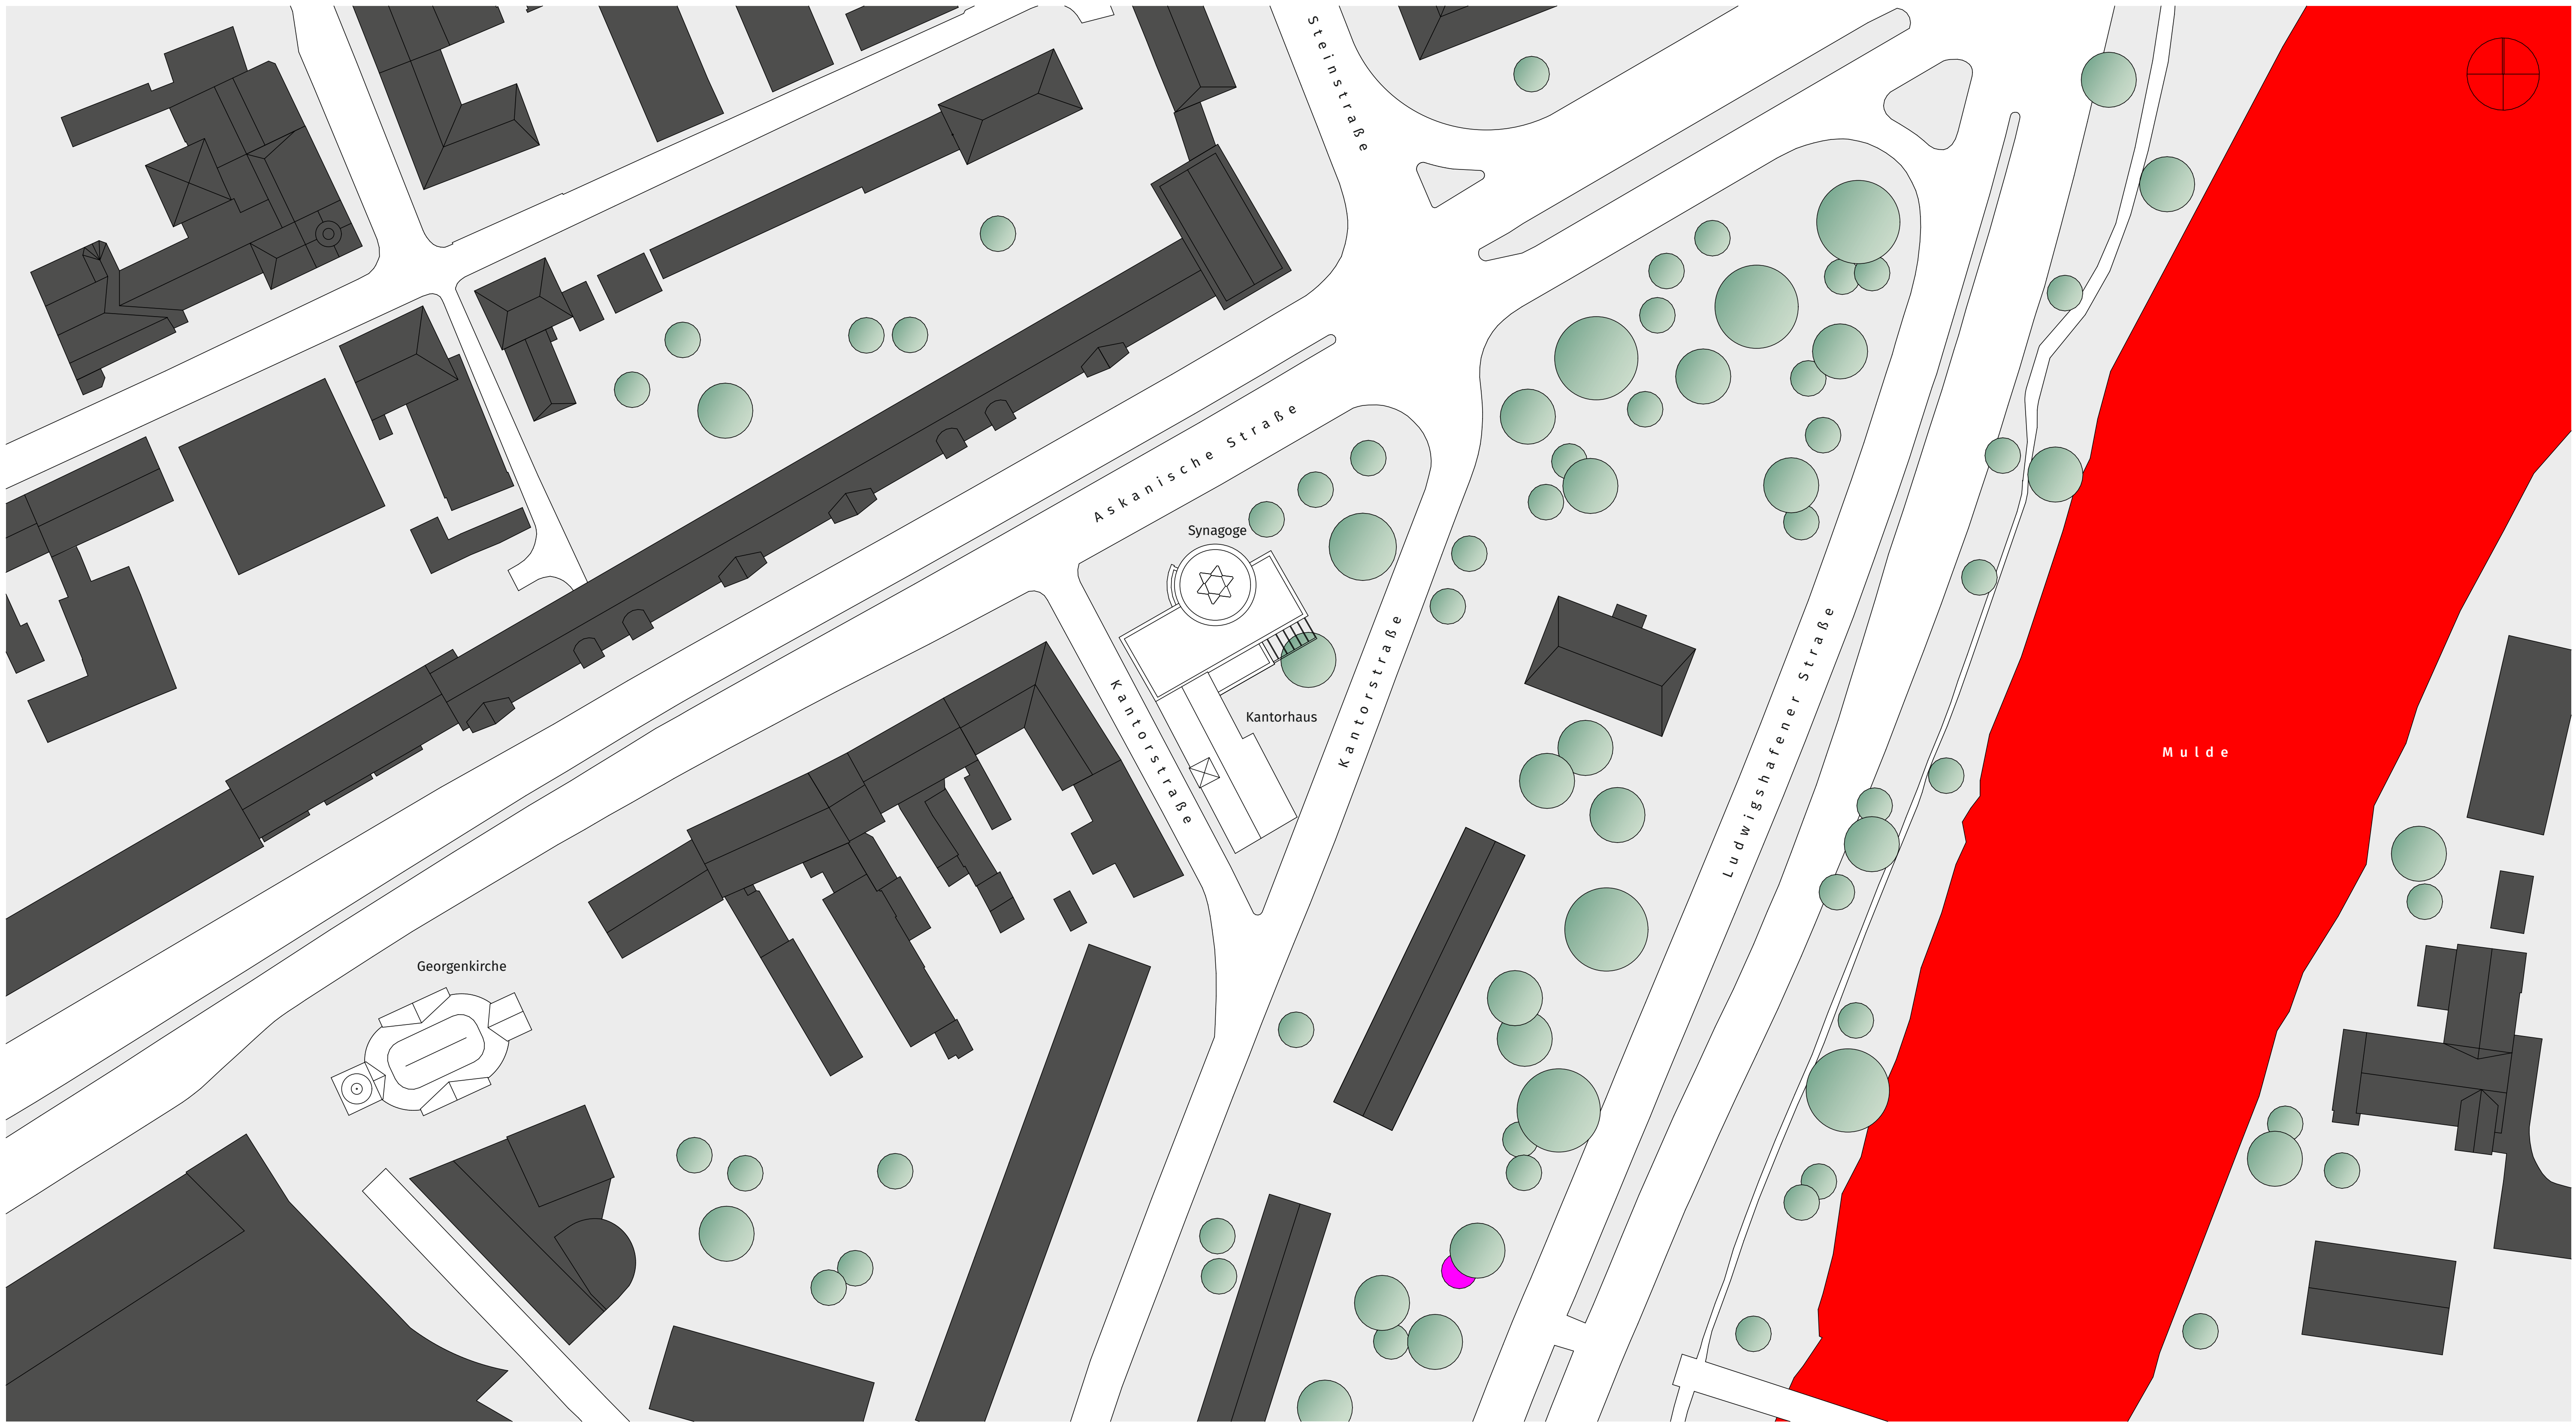 Steinstraße
Askanische Straße
Synagoge
Kantorstraße
Kantorhaus
Kantorstraße
Ludwigshafener Straße
Mulde
Georgenkirche